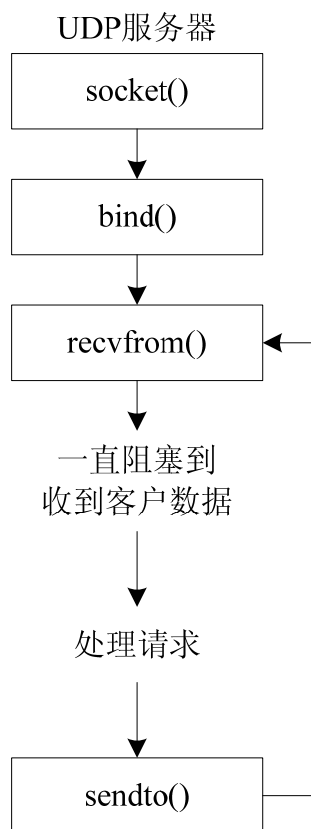 UDP服务器
socket()
bind()
recvfrom()
一直阻塞到
收到客户数据
处理请求
sendto()